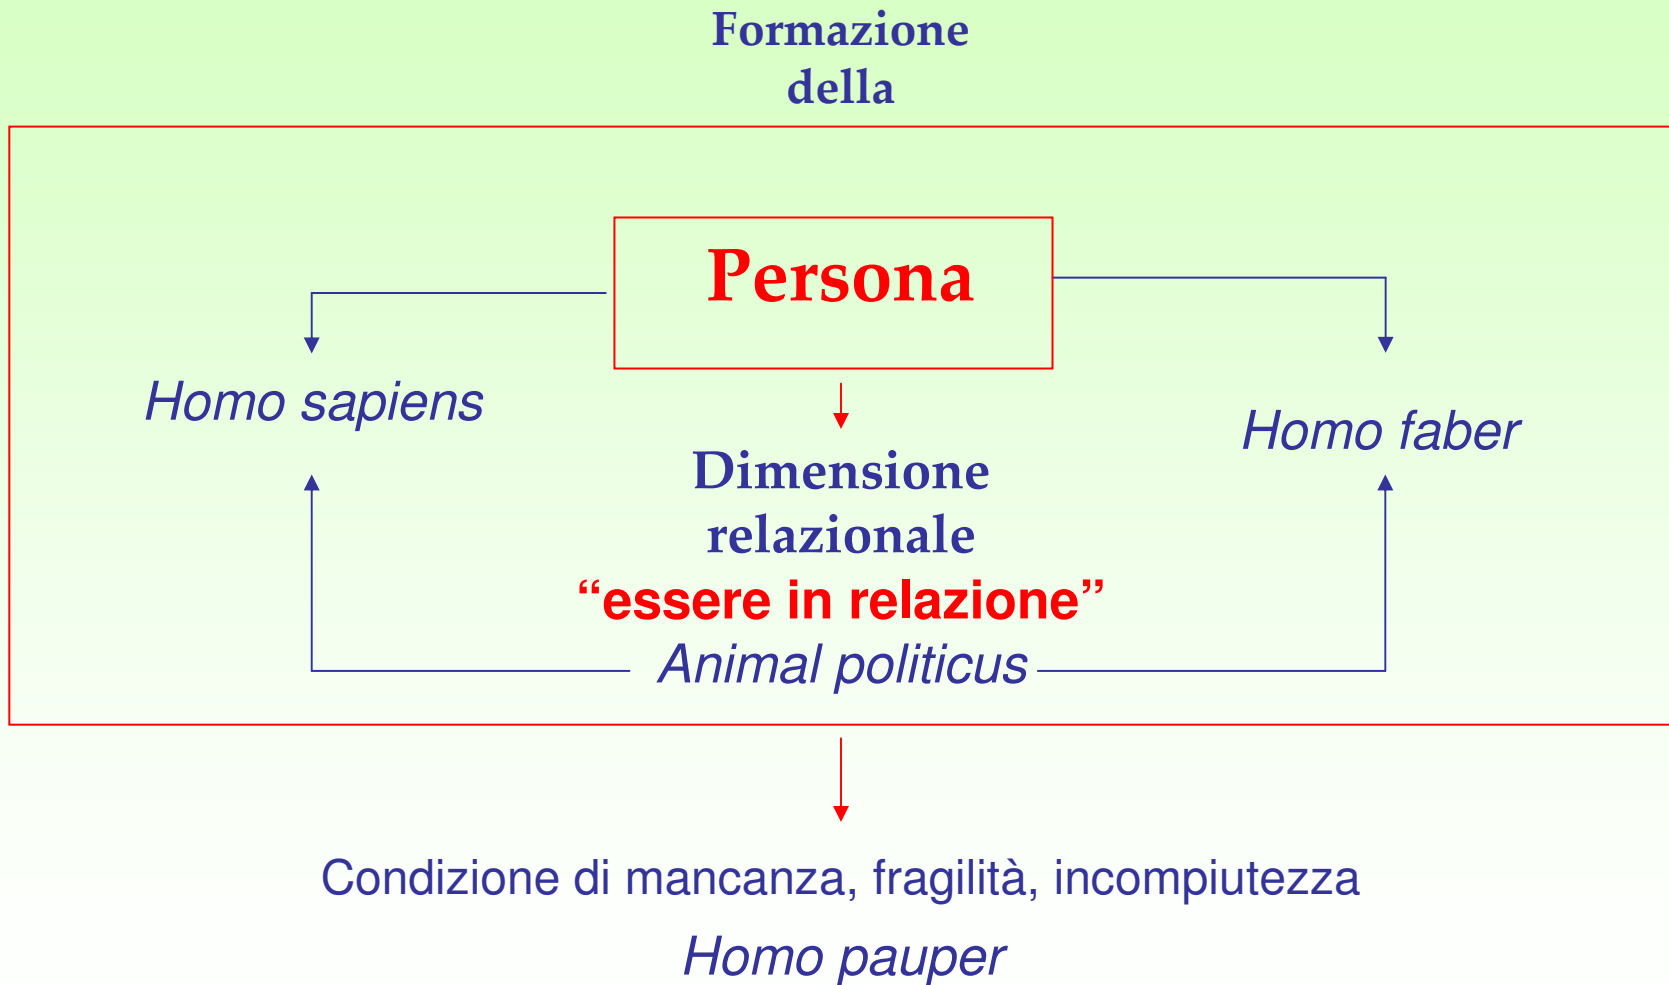 Formazione
della
Persona
Homo sapiens
Homo faber
Dimensione
relazionale
“essere in relazione”
Animal politicus
Condizione di mancanza, fragilità, incompiutezza
Homo pauper